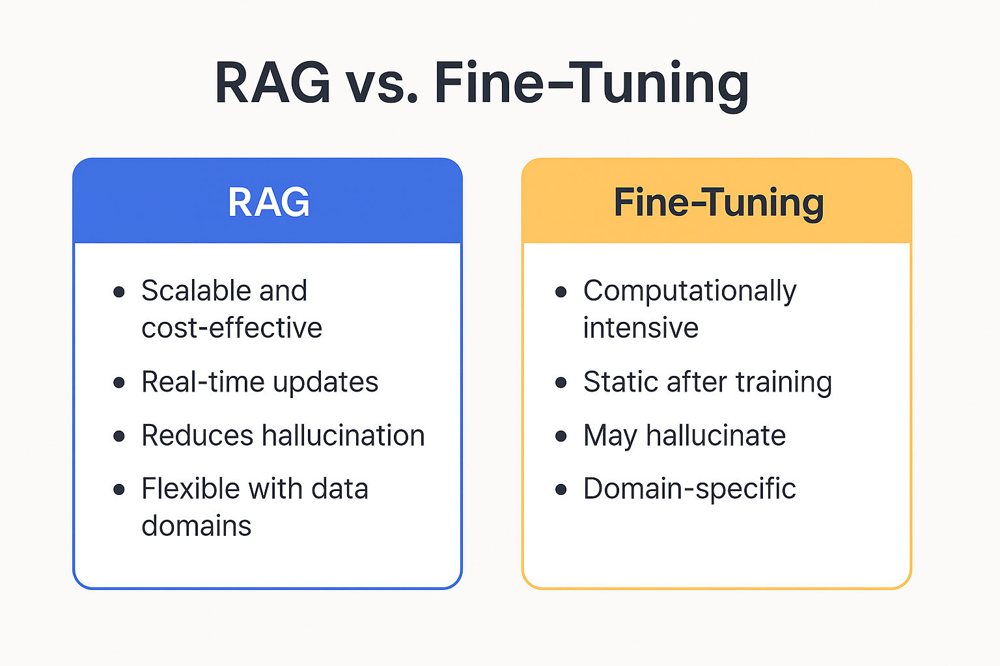 RAG vs. Fine-Tuning
RAG
• Scalable and
cost-effective
• Real-time updates
• Reduces hallucination
• Flexible with data
domains
Fine-Tuning
• Computationally
intensive
• Static after training
• May hallucinate
• Domain-specific